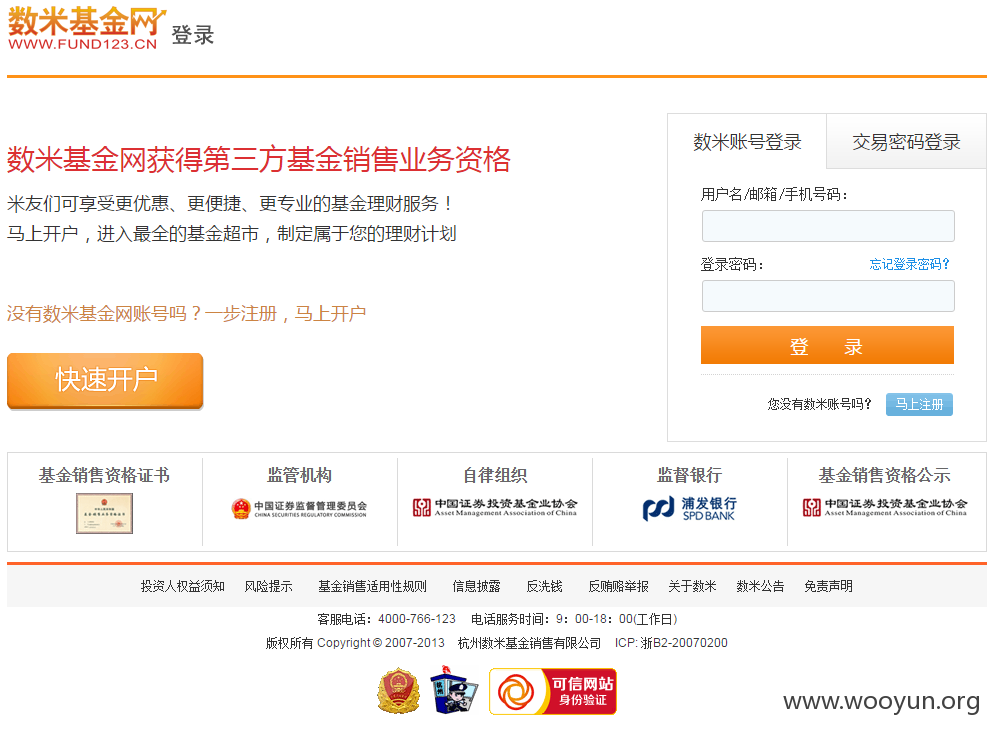 数米基金网
WWW.FUND123.CN
登录
数米基金网获得第三方基金销售业务资格
米友们可享受更优惠、更便捷、更专业的基金理财服务！
马上开户，进入最全的基金超市，制定属于您的理财计划
没有数米基金网账号吗？一步注册，马上开户
快速开户
数米账号登录 交易密码登录
用户名/邮箱/手机号码：
登录密码： 忘记登录密码？
登 录
您没有数米账号吗？ 马上注册
基金销售资格证书 监管机构 自律组织 监督银行 基金销售资格公示
中国证券监督管理委员会
CHINA SECURITIES REGULATORY COMMISSION
中国证券投资基金业协会
Asset Management Association of China
浦发银行
SPD BANK
中国证券投资基金业协会
Asset Management Association of China
投资人权益须知 风险提示 基金销售适用性规则 信息披露 反洗钱 反贿赂举报 关于数米 数米公告 免责声明
客服电话：4000-766-123 电话服务时间：9：00-18：00(工作日)
版权所有 Copyright © 2007-2013 杭州数米基金销售有限公司 ICP: 浙B2-20070200
可信网站
身份验证
www.wooyun.org